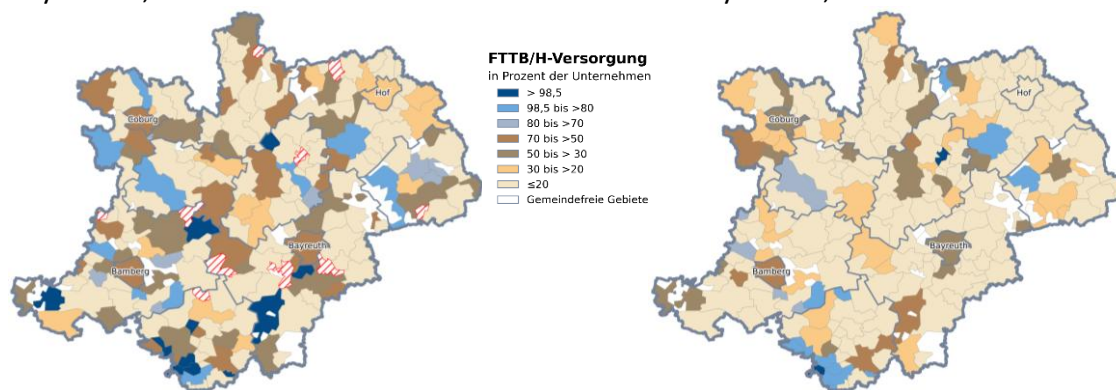 FTTB/H-Versorgung
in Prozent der Unternehmen
> 98,5
98,5 bis >80
80 bis >70
70 bis >50
50 bis > 30
30 bis >20
≤20
Gemeindefreie Gebiete
Hof
Coburg
Bayreuth
Bamberg
Hof
Coburg
Bayreuth
Bamberg